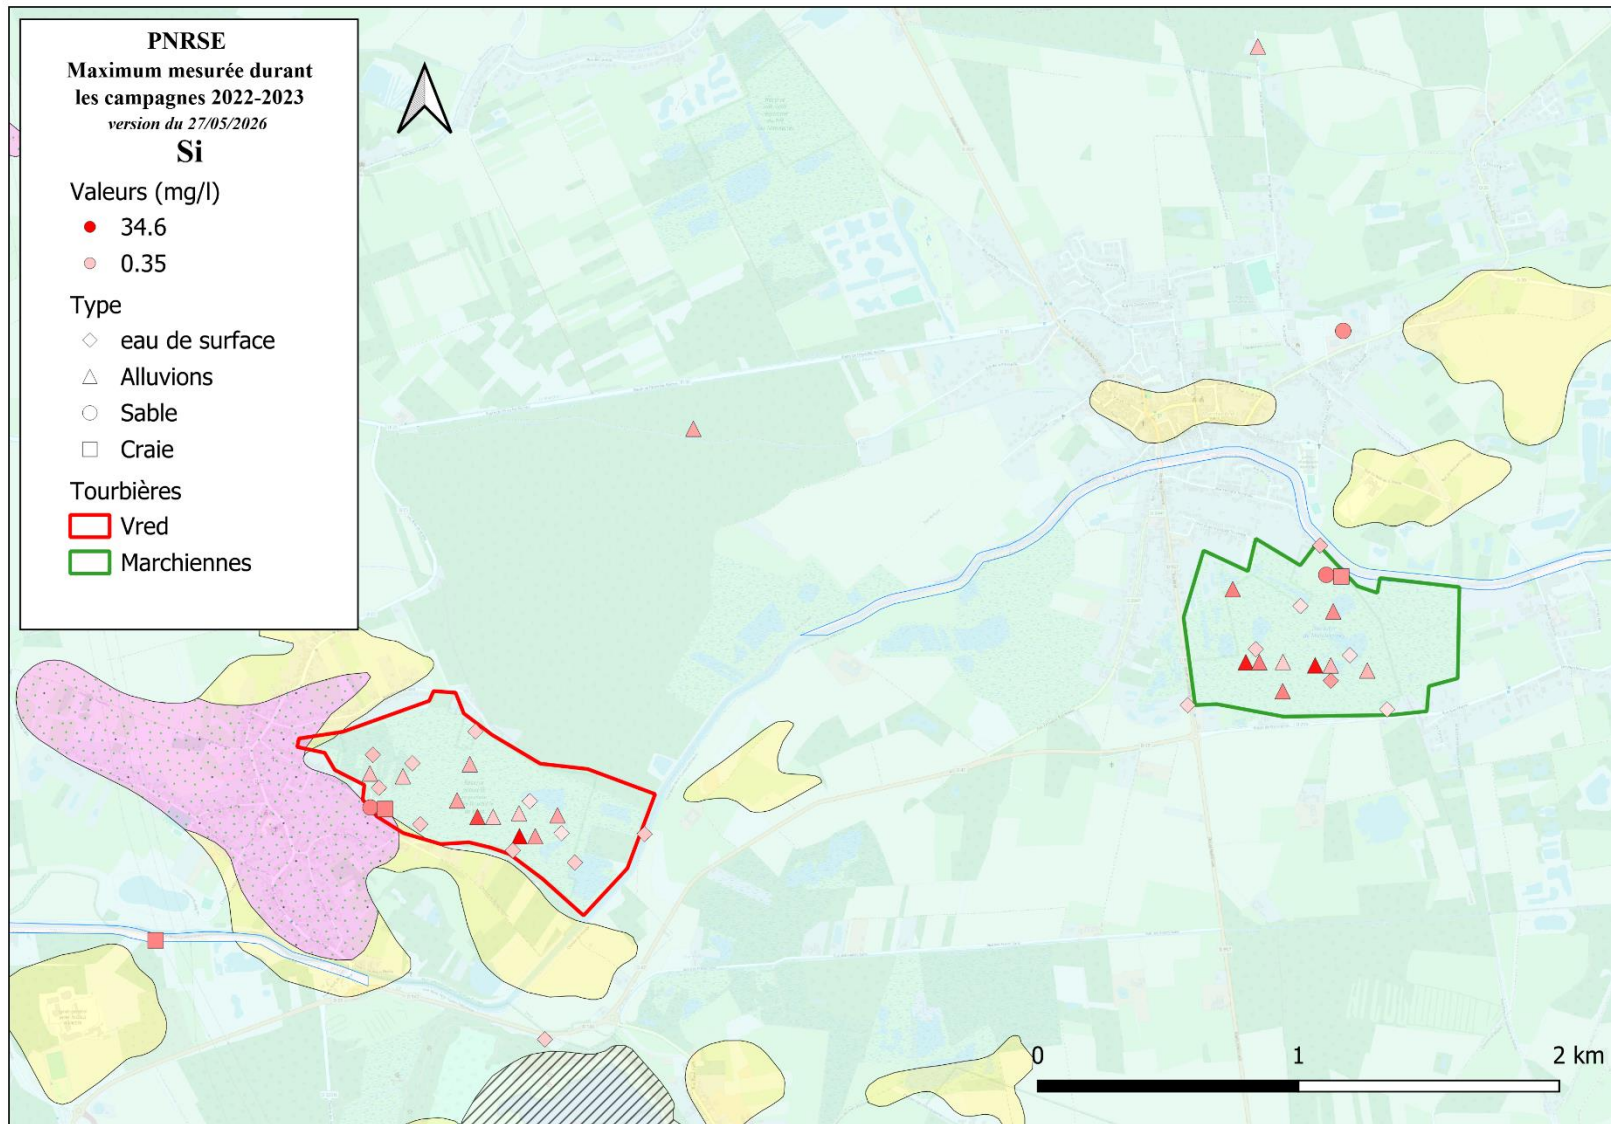 PNRSE
Maximum mesurée durant
les campagnes 2022-2023
version du 27/05/2026
Si
Valeurs (mg/l)
34.6
0.35
Type
eau de surface
Alluvions
Sable
Craie
Tourbières
Vred
Marchiennes
0 1 2 km